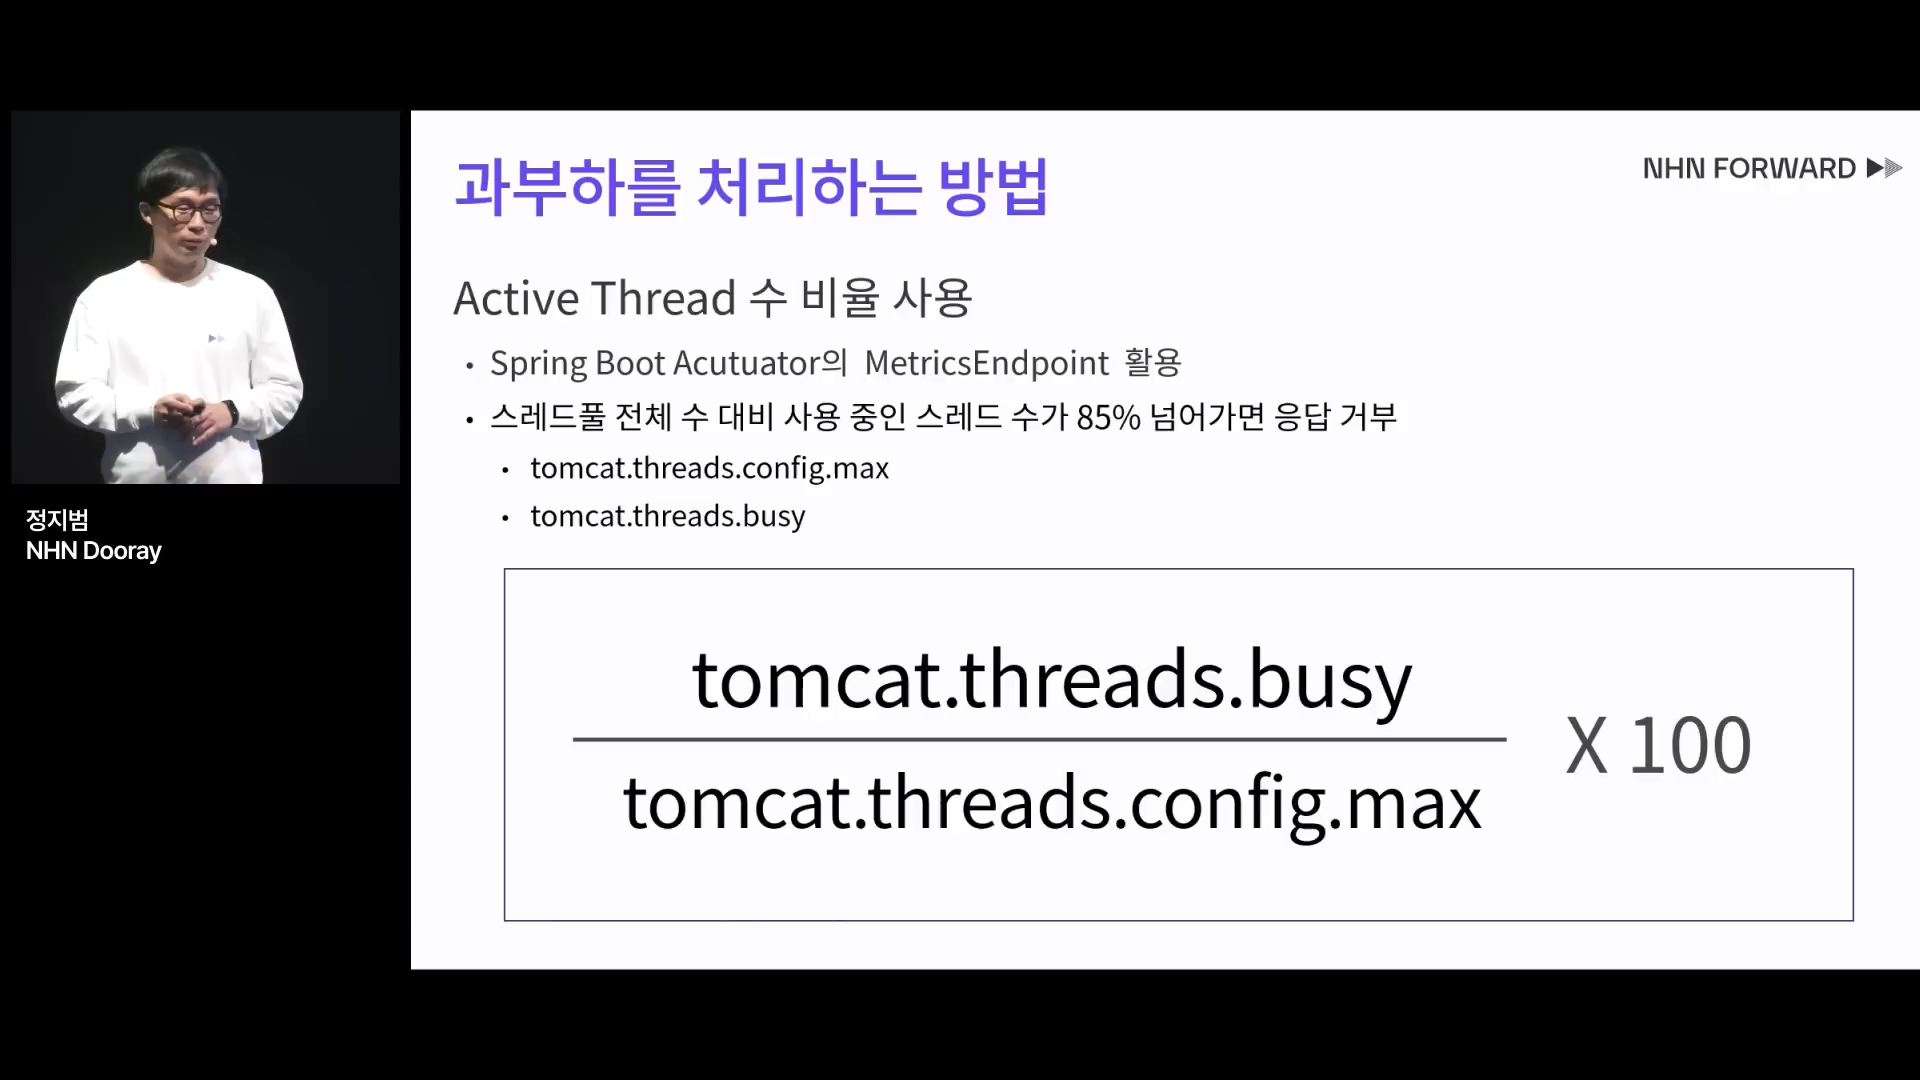 과부하를 처리하는 방법
NHN FORWARD
Active Thread 수 비율 사용
• Spring Boot Acutuator의 MetricsEndpoint 활용
• 스레드풀 전체 수 대비 사용 중인 스레드 수가 85% 넘어가면 응답 거부
• tomcat.threads.config.max
• tomcat.threads.busy
정지범
NHN Dooray
tomcat.threads.busy
X 100
tomcat.threads.config.max